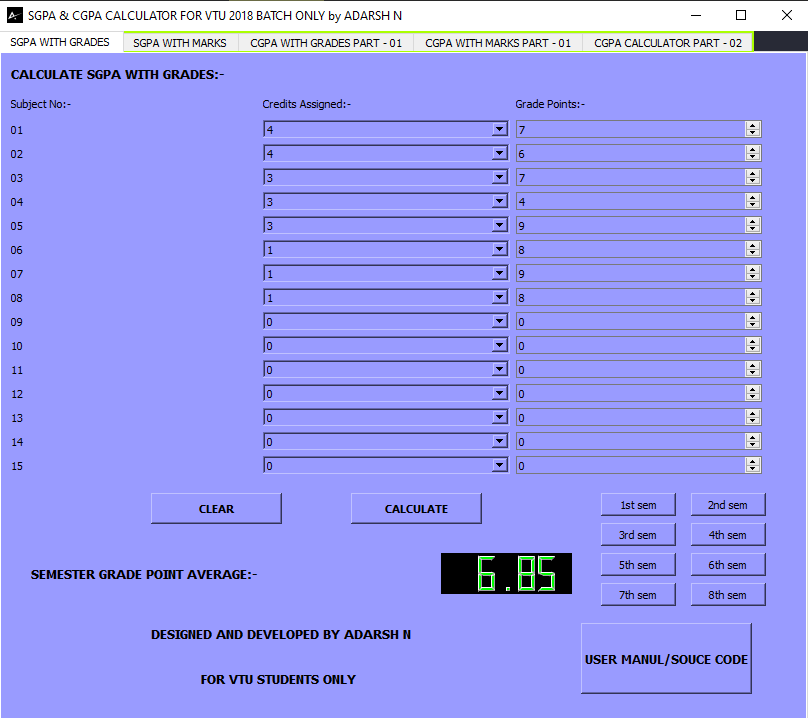 SGPA & CGPA CALCULATOR FOR VTU 2018 BATCH ONLY by ADARSH N
SGPA WITH GRADES SGPA WITH MARKS CGPA WITH GRADES PART - 01 CGPA WITH MARKS PART - 01 CGPA CALCULATOR PART - 02
CALCULATE SGPA WITH GRADES:-
Subject No:- Credits Assigned:- Grade Points:-
01 4 7
02 4 6
03 3 7
04 3 4
05 3 9
06 1 8
07 1 9
08 1 8
09 0 0
10 0 0
11 0 0
12 0 0
13 0 0
14 0 0
15 0 0
CLEAR CALCULATE 1st sem 2nd sem
3rd sem 4th sem
SEMESTER GRADE POINT AVERAGE:- 6.85 5th sem 6th sem
7th sem 8th sem
DESIGNED AND DEVELOPED BY ADARSH N
USER MANUL/SOUCE CODE
FOR VTU STUDENTS ONLY